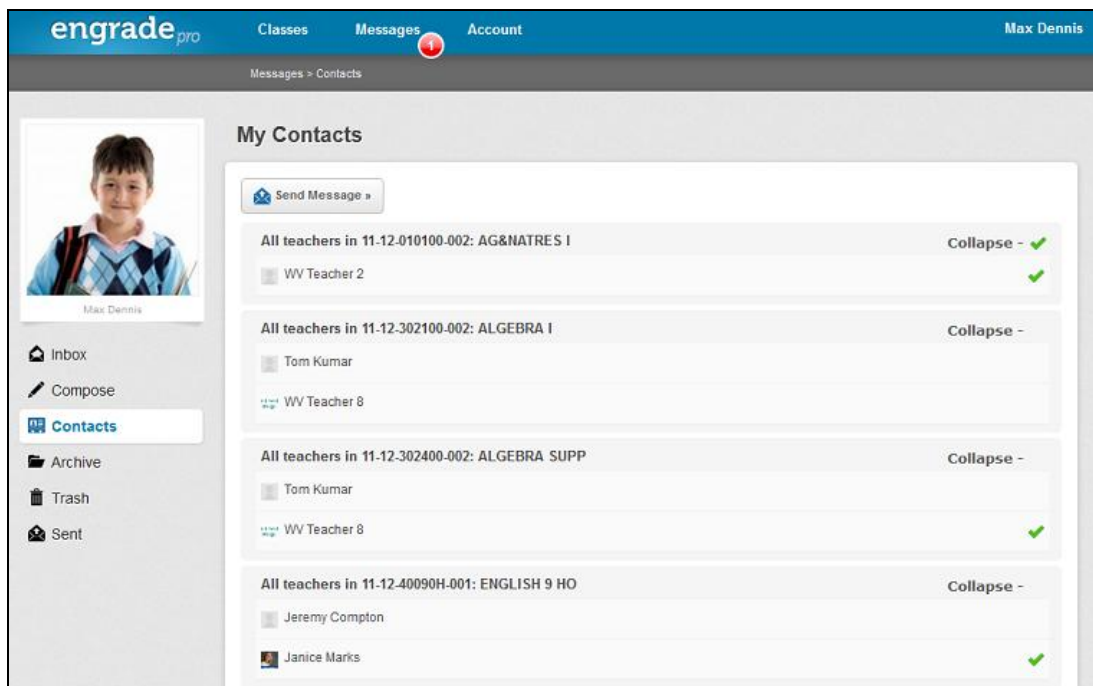 engrade pro Classes Messages 1 Account Max Dennis
Messages > Contacts
My Contacts
Send Message »
Max Dennis
Inbox
Compose
Contacts
Archive
Trash
Sent
All teachers in 11-12-010100-002: AG&NATRES I Collapse -
WV Teacher 2
All teachers in 11-12-302100-002: ALGEBRA I Collapse -
Tom Kumar
WV Teacher 8
All teachers in 11-12-302400-002: ALGEBRA SUPP Collapse -
Tom Kumar
WV Teacher 8
All teachers in 11-12-40090H-001: ENGLISH 9 HO Collapse -
Jeremy Compton
Janice Marks